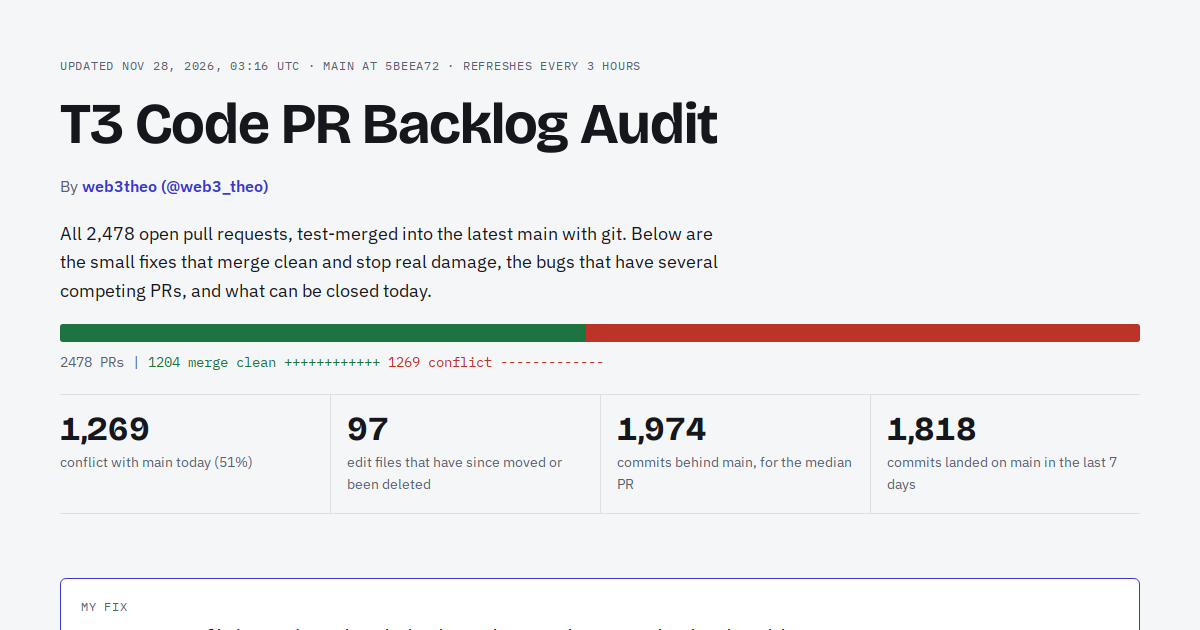 UPDATED NOV 28, 2026, 03:16 UTC · MAIN AT 5BEEA72 · REFRESHES EVERY 3 HOURS
T3 Code PR Backlog Audit
By web3theo (@web3_theo)
All 2,478 open pull requests, test-merged into the latest main with git. Below are
the small fixes that merge clean and stop real damage, the bugs that have several
competing PRs, and what can be closed today.
2478 PRs | 1204 merge clean ++++++++++++ 1269 conflict -------------
1,269
conflict with main today (51%)
97
edit files that have since moved or
been deleted
1,974
commits behind main, for the median
PR
1,818
commits landed on main in the last 7
days
MY FIX